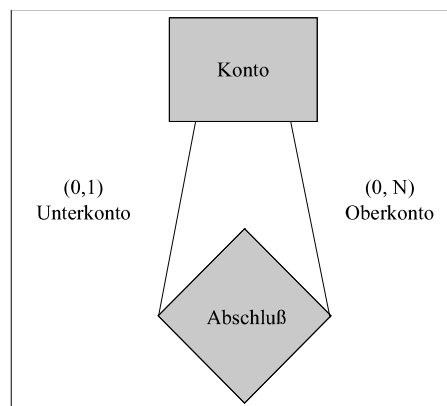 Konto
(0,1)
Unterkonto
(0, N)
Oberkonto
Abschluß